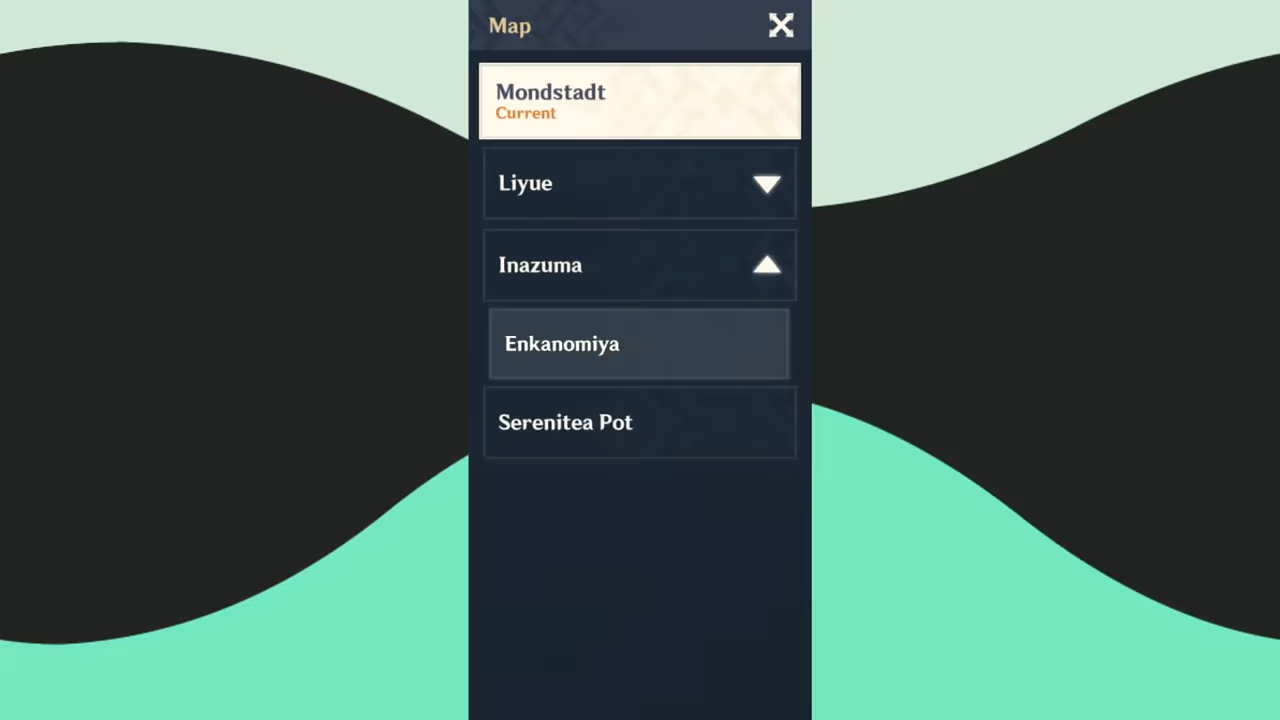 Map
Mondstadt
Current
Liyue
Inazuma
Enkanomiya
Serenitea Pot